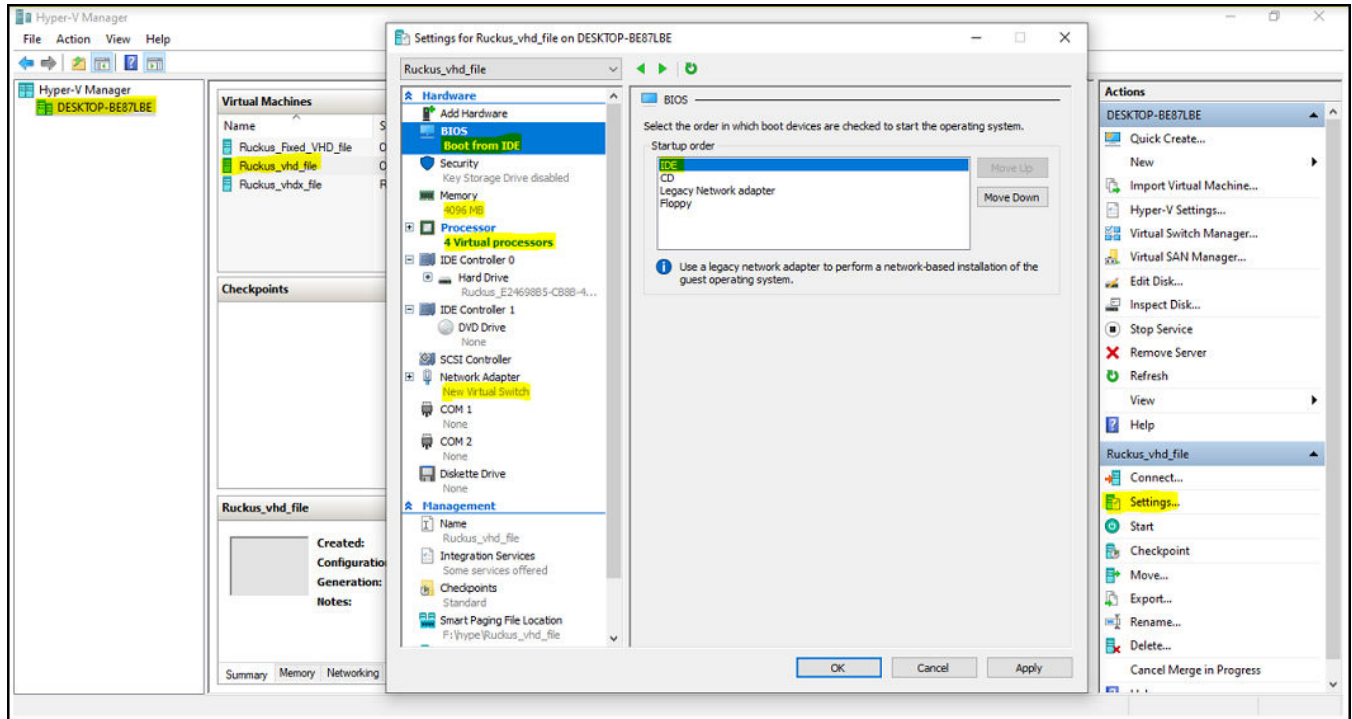 Hyper-V Manager
File Action View Help
Hyper-V Manager
DESKTOP-BE87LBE
Virtual Machines
Name S
Ruckus_Fixed_VHD_file O
Ruckus_vhd_file O
Ruckus_vhdx_file R
Checkpoints
Ruckus_vhd_file
Created:
Configuratio
Generation:
Notes:
Summary Memory Networking
Settings for Ruckus_vhd_file on DESKTOP-BE87LBE
Ruckus_vhd_file
Hardware
Add Hardware
BIOS
Boot from IDE
Security
Key Storage Drive disabled
Memory
4096 MB
Processor
4 Virtual processors
IDE Controller 0
Hard Drive
Ruckus_E24698B5-CB8B-4...
IDE Controller 1
DVD Drive
None
SCSI Controller
Network Adapter
New Virtual Switch
COM 1
None
COM 2
None
Diskette Drive
None
Management
Name
Ruckus_vhd_file
Integration Services
Some services offered
Checkpoints
Standard
Smart Paging File Location
F:\hype\Ruckus_vhd_file
BIOS
Select the order in which boot devices are checked to start the operating system.
Startup order
IDE
CD
Legacy Network adapter
Floppy
Move Up
Move Down
Use a legacy network adapter to perform a network-based installation of the
guest operating system.
OK Cancel Apply
Actions
DESKTOP-BE87LBE
Quick Create...
New
Import Virtual Machine...
Hyper-V Settings...
Virtual Switch Manager...
Virtual SAN Manager...
Edit Disk...
Inspect Disk...
Stop Service
Remove Server
Refresh
View
Help
Ruckus_vhd_file
Connect...
Settings...
Start
Checkpoint
Move...
Export...
Rename...
Delete...
Cancel Merge in Progress